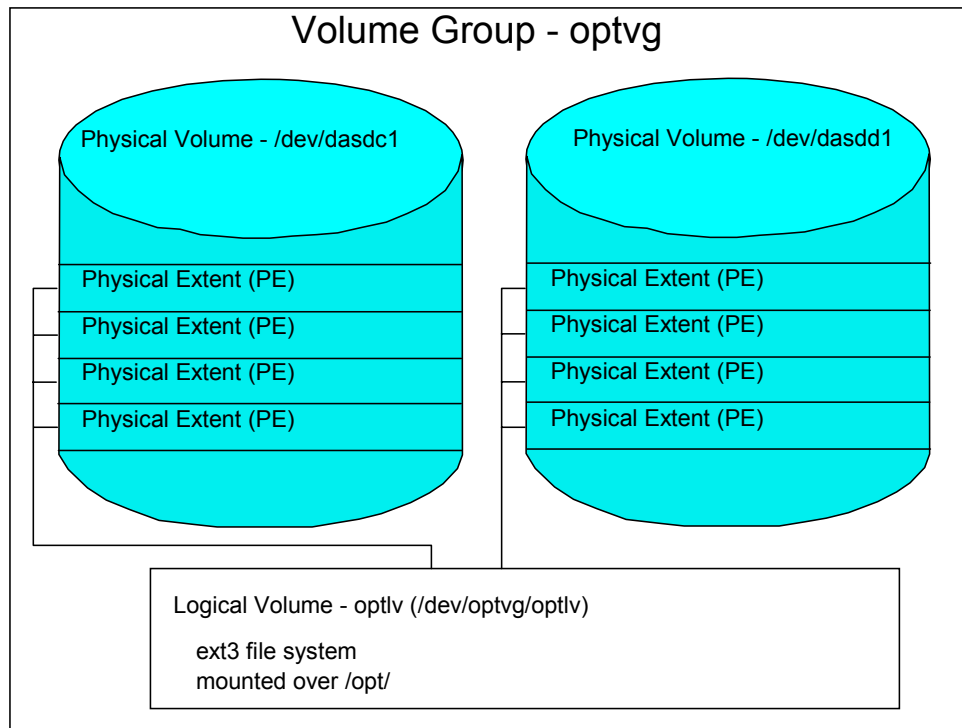 Volume Group - optvg
Physical Volume - /dev/dasdc1
Physical Extent (PE)
Physical Extent (PE)
Physical Extent (PE)
Physical Extent (PE)
Physical Volume - /dev/dasdd1
Physical Extent (PE)
Physical Extent (PE)
Physical Extent (PE)
Physical Extent (PE)
Logical Volume - optlv (/dev/optvg/optlv)
ext3 file system
mounted over /opt/